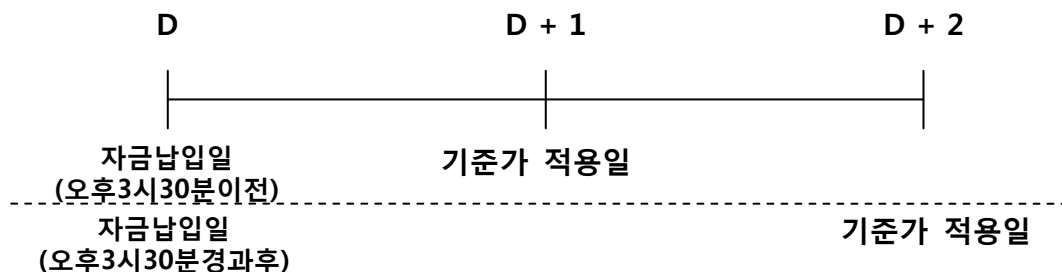 D D + 1 D + 2
자금납입일 기준가 적용일
(오후3시30분이전)
자금납입일 기준가 적용일
(오후3시30분경과후)